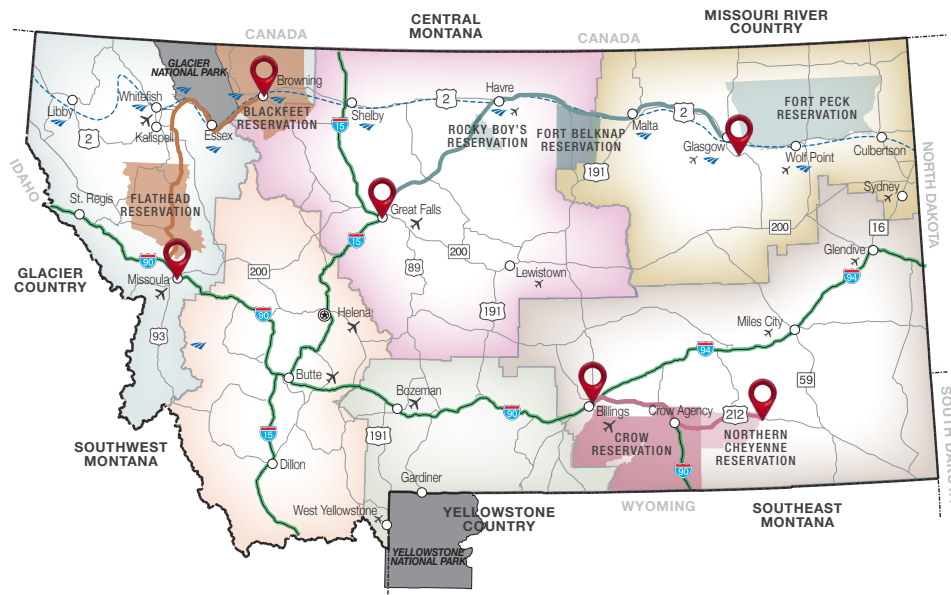 CENTRAL
MONTANA
MISSOURI RIVER
COUNTRY
CANADA
CANADA
GLACIER
NATIONAL PARK
Browning
BLACKFEET
RESERVATION
Libby
Whitefish
Kalispell
Essex
2
Shelby
15
2
Havre
ROCKY BOY'S
RESERVATION
FORT BELKNAP
RESERVATION
191
Malta
2
Glasgow
FORT PECK
RESERVATION
Wolf Point
Culbertson
Sydney
NORTH DAKOTA
IDAHO
St. Regis
FLATHEAD
RESERVATION
90
Missoula
GLACIER
COUNTRY
93
200
90
Great Falls
15
89
200
Lewistown
191
Helena
200
16
Glendive
94
Miles City
94
59
Butte
Bozeman
90
191
15
Dillon
SOUTHWEST
MONTANA
Billings
Crow Agency
212
CROW
RESERVATION
90
NORTHERN
CHEYENNE
RESERVATION
SOUTH DAKOTA
Gardiner
West Yellowstone
YELLOWSTONE
COUNTRY
YELLOWSTONE
NATIONAL PARK
WYOMING
SOUTHEAST
MONTANA